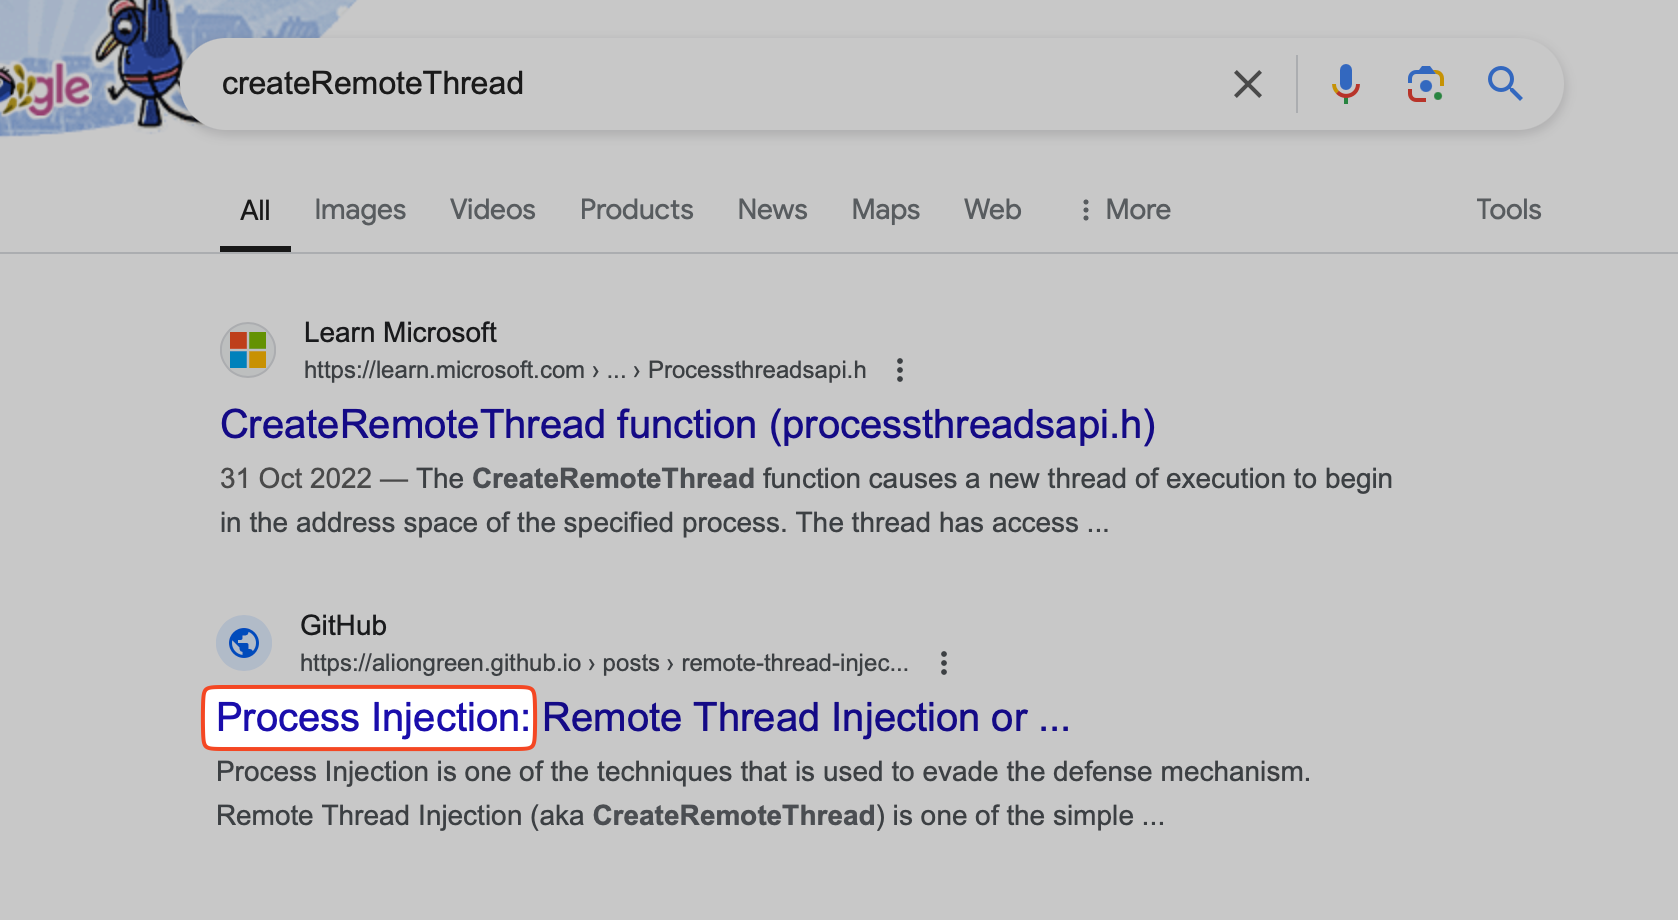 ogle
createRemoteThread
All Images Videos Products News Maps Web More Tools
Learn Microsoft
https://learn.microsoft.com › ... › Processthreadsapi.h
CreateRemoteThread function (processthreadsapi.h)
31 Oct 2022 — The CreateRemoteThread function causes a new thread of execution to begin
in the address space of the specified process. The thread has access ...
GitHub
https://aliongreen.github.io › posts › remote-thread-injec...
Process Injection: Remote Thread Injection or ...
Process Injection is one of the techniques that is used to evade the defense mechanism.
Remote Thread Injection (aka CreateRemoteThread) is one of the simple ...